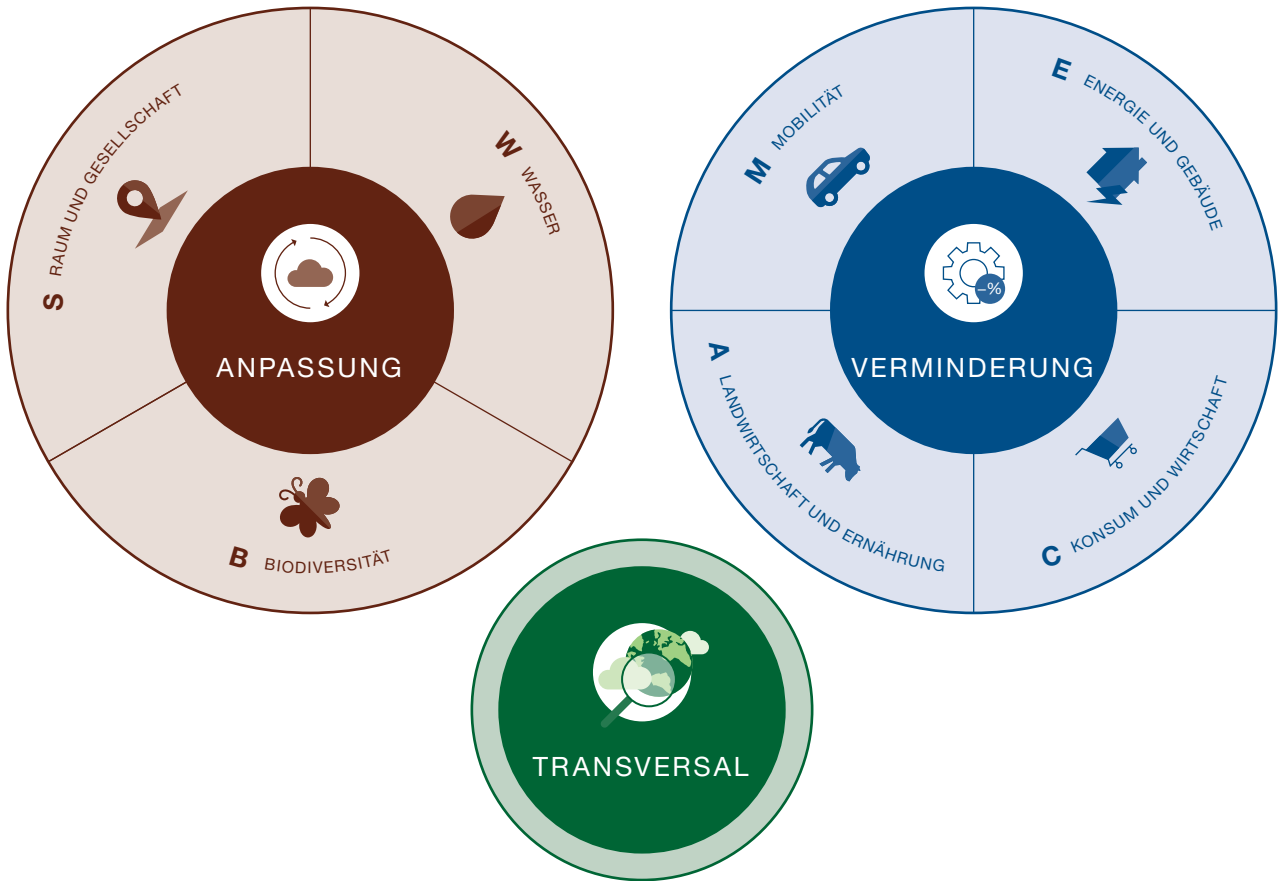 S RAUM UND GESELLSCHAFT
W WASSER
B BIODIVERSITÄT
ANPASSUNG
M MOBILITÄT
E ENERGIE UND GEBÄUDE
A LANDWIRTSCHAFT UND ERNÄHRUNG
C KONSUM UND WIRTSCHAFT
–%
VERMINDERUNG
TRANSVERSAL